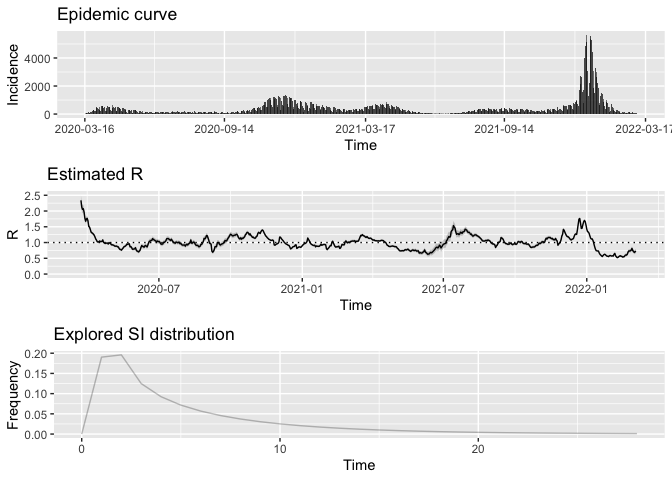 Epidemic curve
Incidence
4000
2000
0
2020-03-16 2020-09-14 2021-03-17 2021-09-14 2022-03-17
Time
Estimated R
R
2.5
2.0
1.5
1.0
0.5
0.0
2020-07 2021-01 2021-07 2022-01
Time
Explored SI distribution
Frequency
0.20
0.15
0.10
0.05
0.00
0 10 20
Time